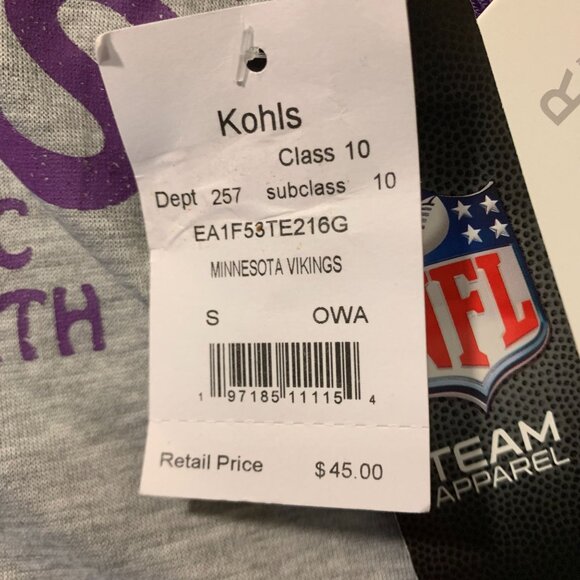 S
C
TH
Kohls
Class 10
Dept 257 subclass 10
EA1F53TE216G
MINNESOTA VIKINGS
S OWA
1 97185 11115 4
Retail Price $45.00
NFL
TEAM
APPAREL